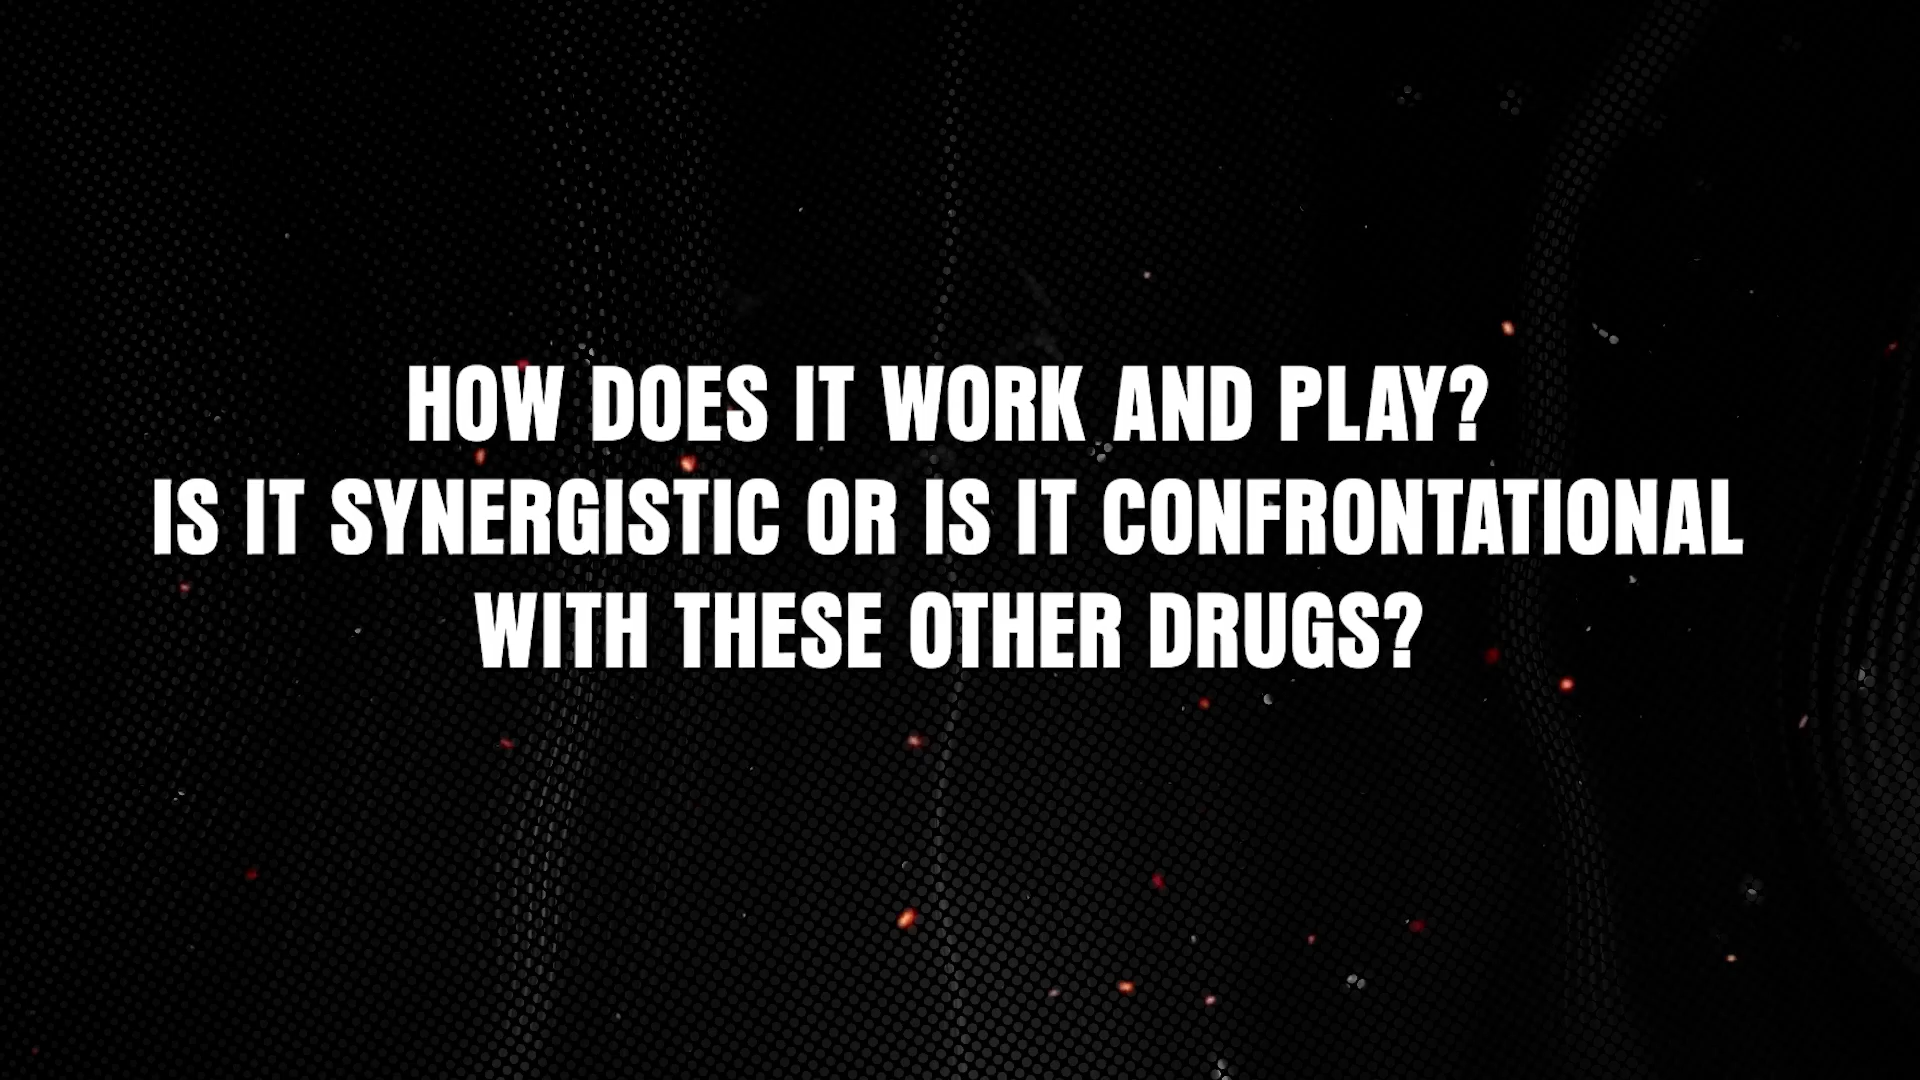 HOW DOES IT WORK AND PLAY?
IS IT SYNERGISTIC OR IS IT CONFRONTATIONAL
WITH THESE OTHER DRUGS?